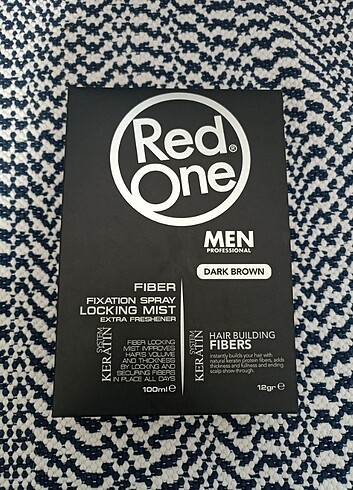 Red®
One
MEN
PROFESSIONAL
DARK BROWN
FIBER
FIXATION SPRAY
LOCKING MIST
EXTRA FRESHENER
KERATIN
SYSTEM
FIBER LOCKING
MIST IMPROVES
HAIRS VOLUME
AND THICKNESS
BY LOCKING AND
SECURING FIBERS
IN PLACE ALL DAYS
100ml ℮
KERATIN
SYSTEM
HAIR BUILDING
FIBERS
Instantly builds your hair with
natural keratin protein fibers, adds
thickness and fullness and ending
scalp show-through.
12gr ℮